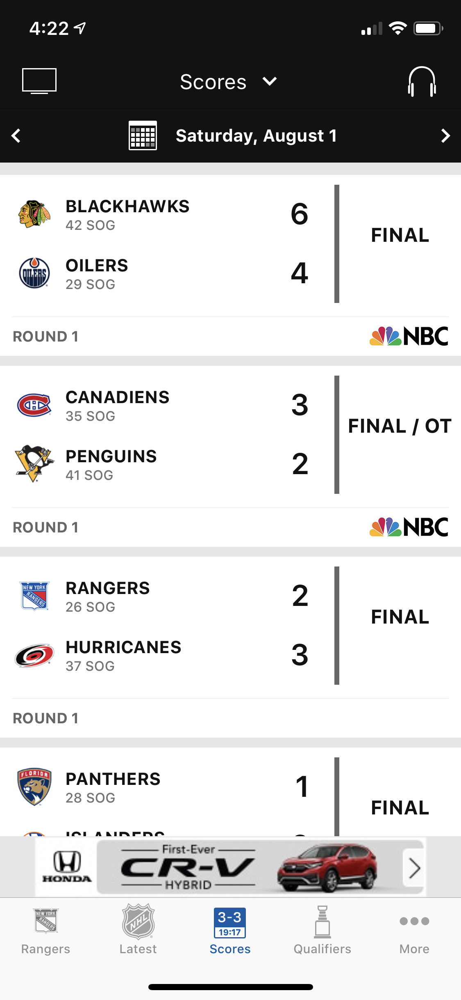 4:22
Scores
Saturday, August 1
BLACKHAWKS 6
42 SOG
FINAL
OILERS
OILERS 4
29 SOG
ROUND 1
NBC
CANADIENS 3
35 SOG
FINAL / OT
PENGUINS 2
41 SOG
ROUND 1
NBC
NEW YORK
RANGERS
RANGERS 2
26 SOG
FINAL
HURRICANES 3
37 SOG
ROUND 1
FLORIDA
PANTHERS 1
28 SOG
FINAL
ISLANDERS
HONDA
First-Ever
CR-V
HYBRID
NEW YORK
RANGERS
NHL
3-3
19:17
Rangers
Latest
Scores
Qualifiers
More